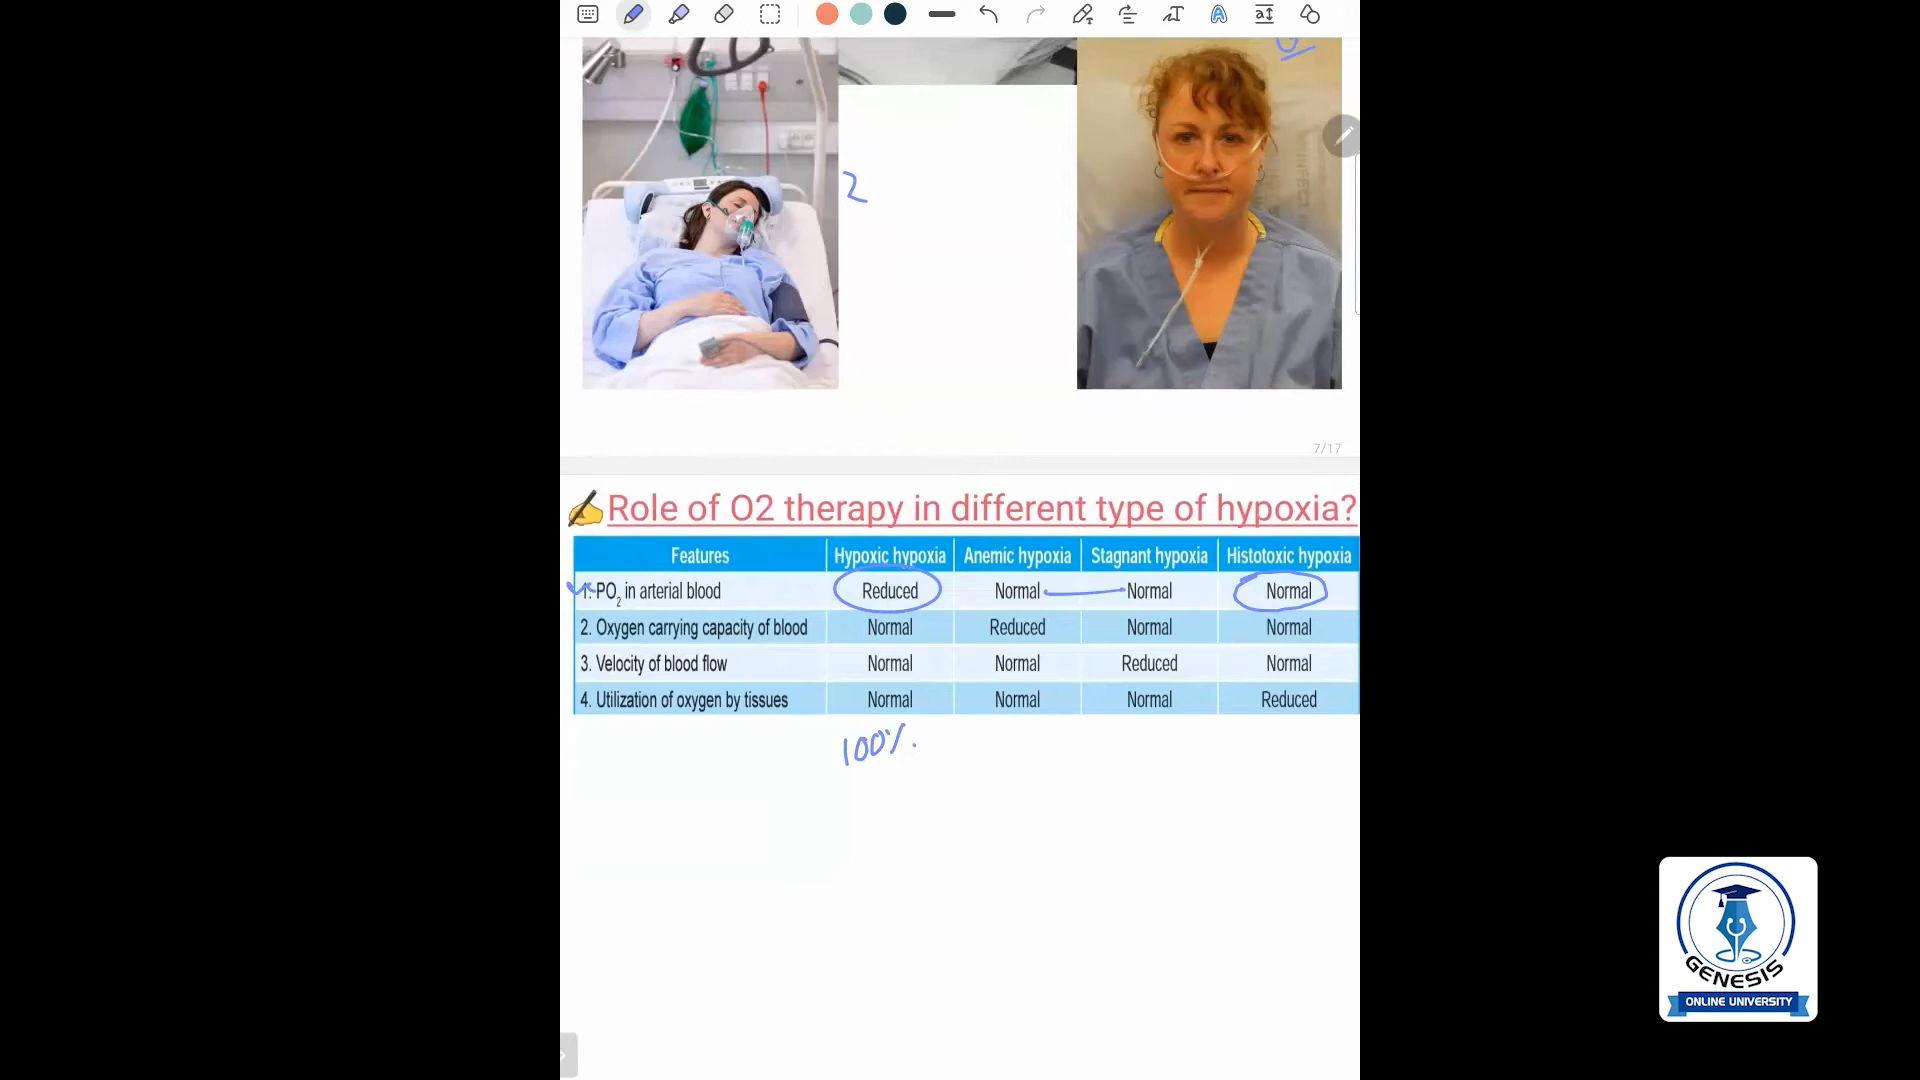 2
7/17
✍️Role of O2 therapy in different type of hypoxia?
Features Hypoxic hypoxia Anemic hypoxia Stagnant hypoxia Histotoxic hypoxia
1. PO2 in arterial blood Reduced Normal Normal Normal
2. Oxygen carrying capacity of blood Normal Reduced Normal Normal
3. Velocity of blood flow Normal Normal Reduced Normal
4. Utilization of oxygen by tissues Normal Normal Normal Reduced
100%.
GENESIS
ONLINE UNIVERSITY